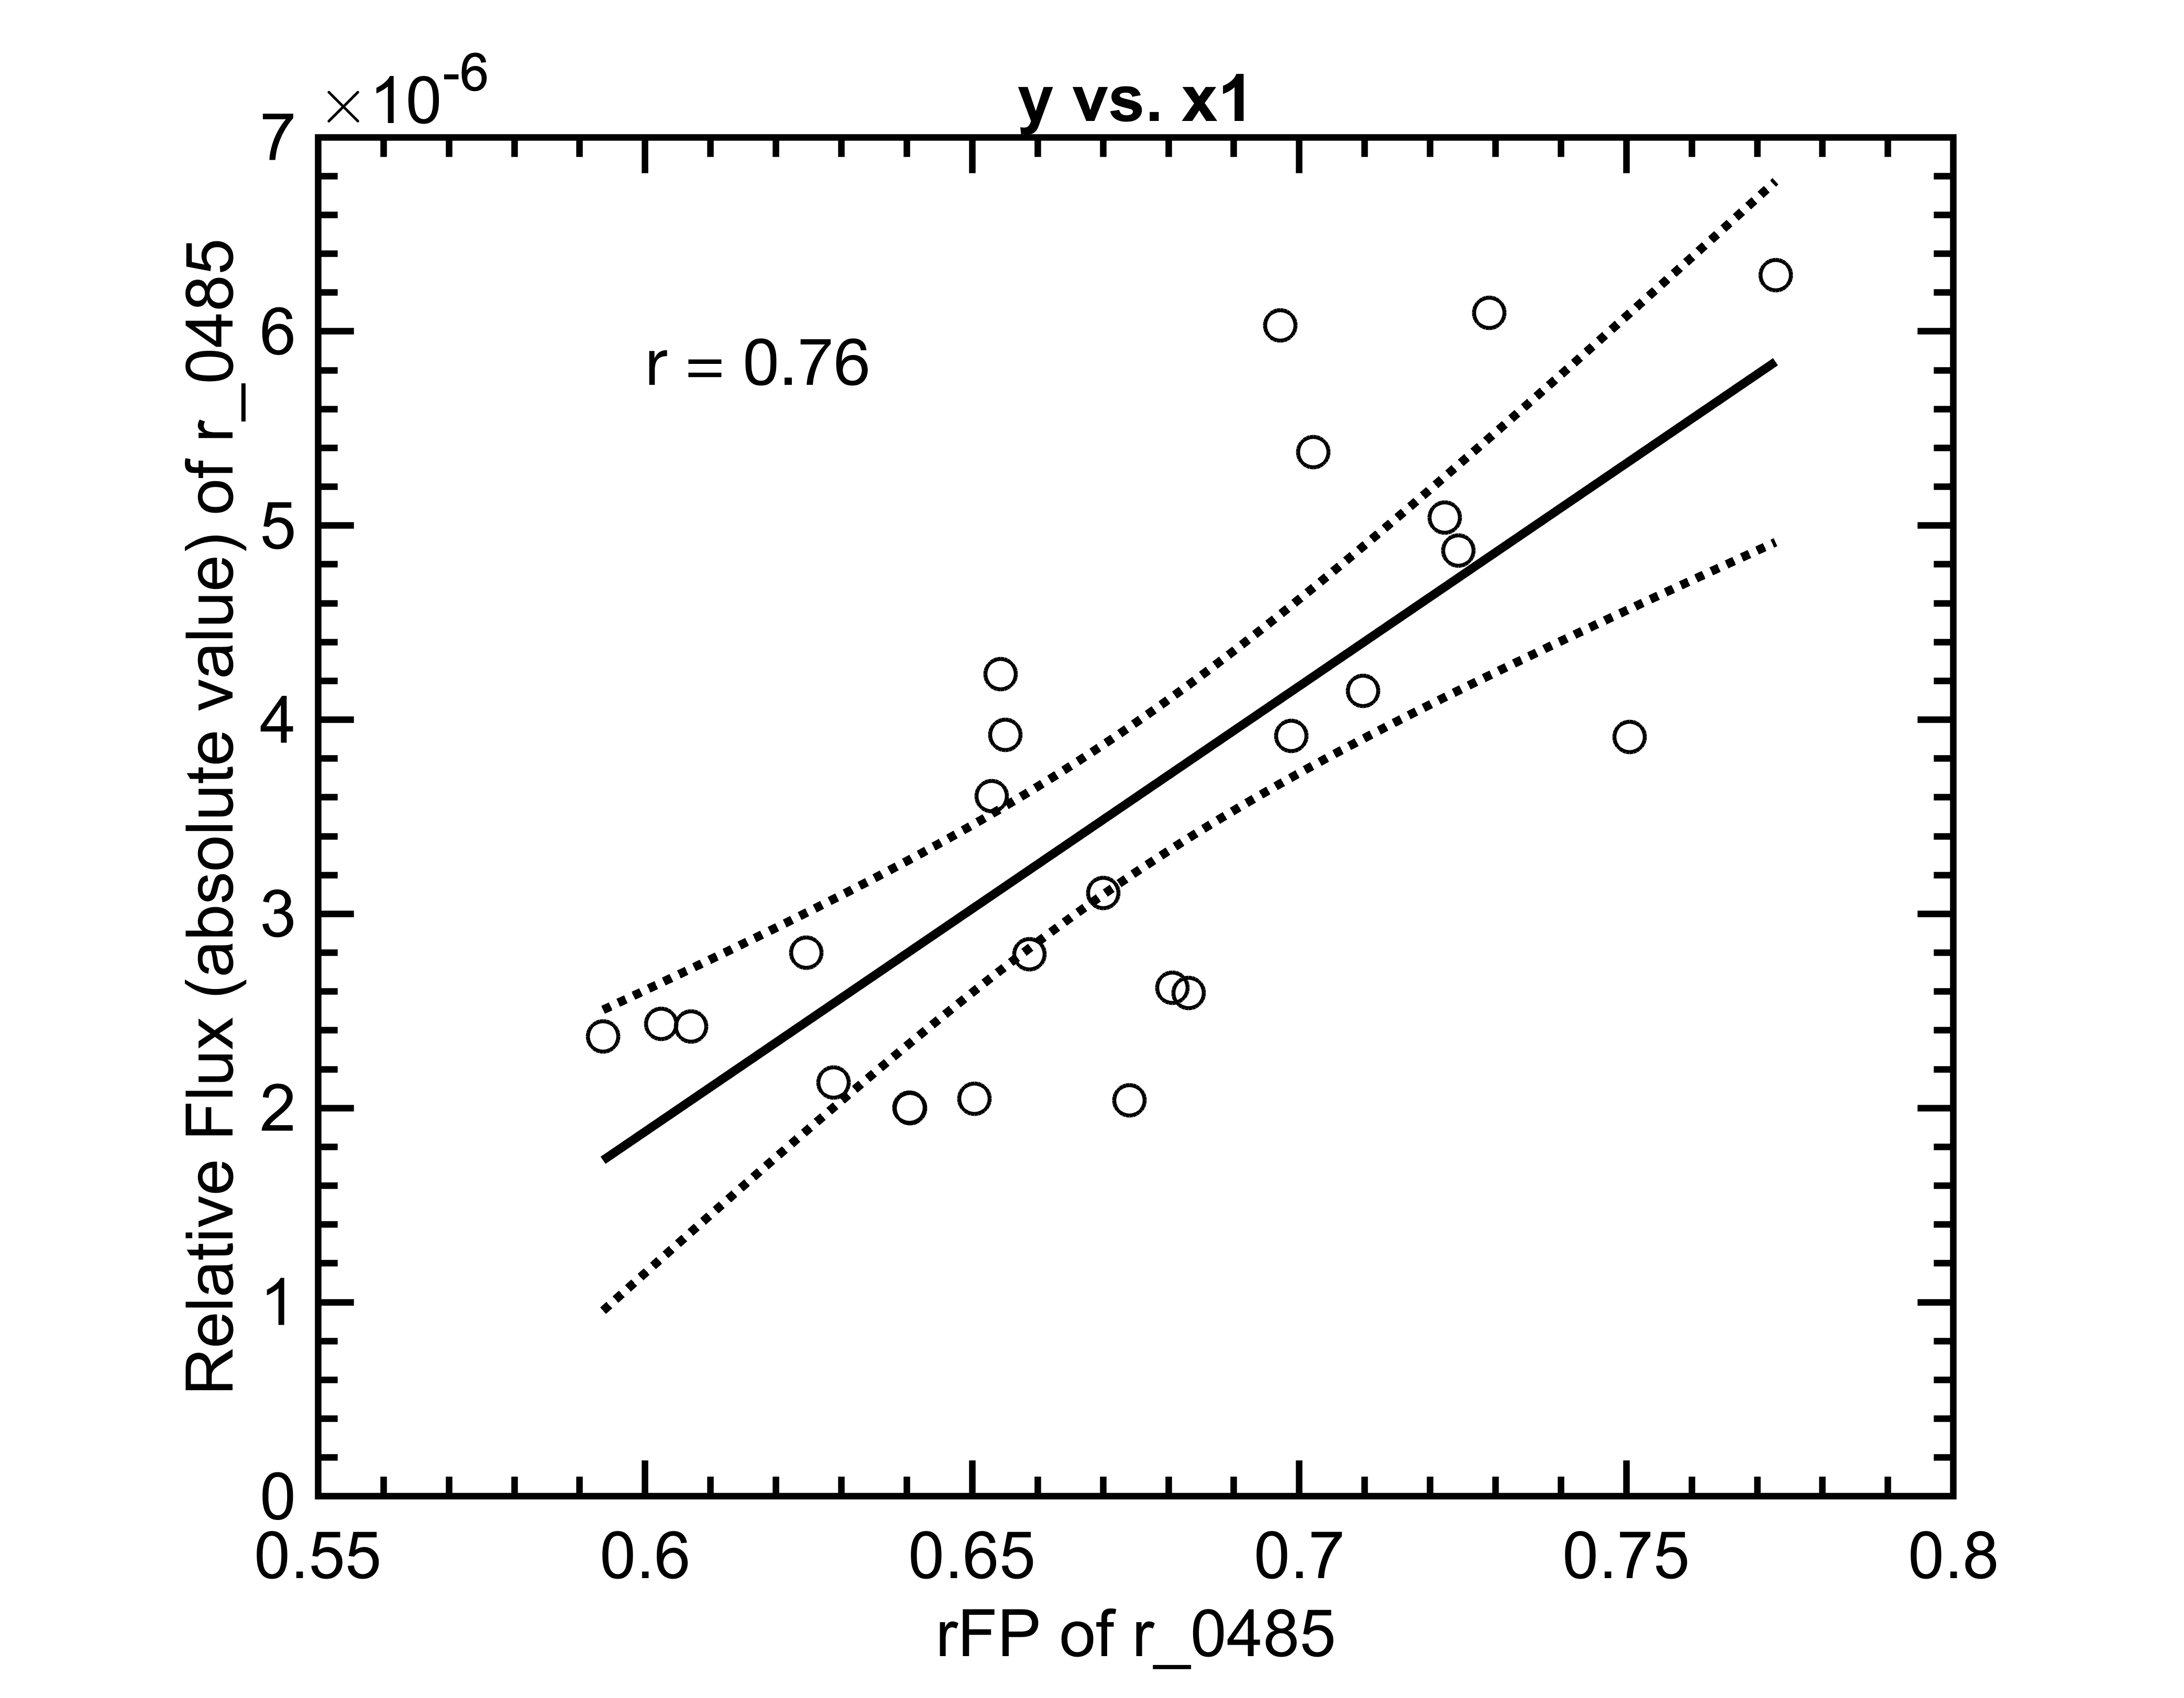 ×10-6
y vs. x1
7
6
5
4
3
2
1
0
Relative Flux (absolute value) of r_0485
r = 0.76
0.55 0.6 0.65 0.7 0.75 0.8
rFP of r_0485